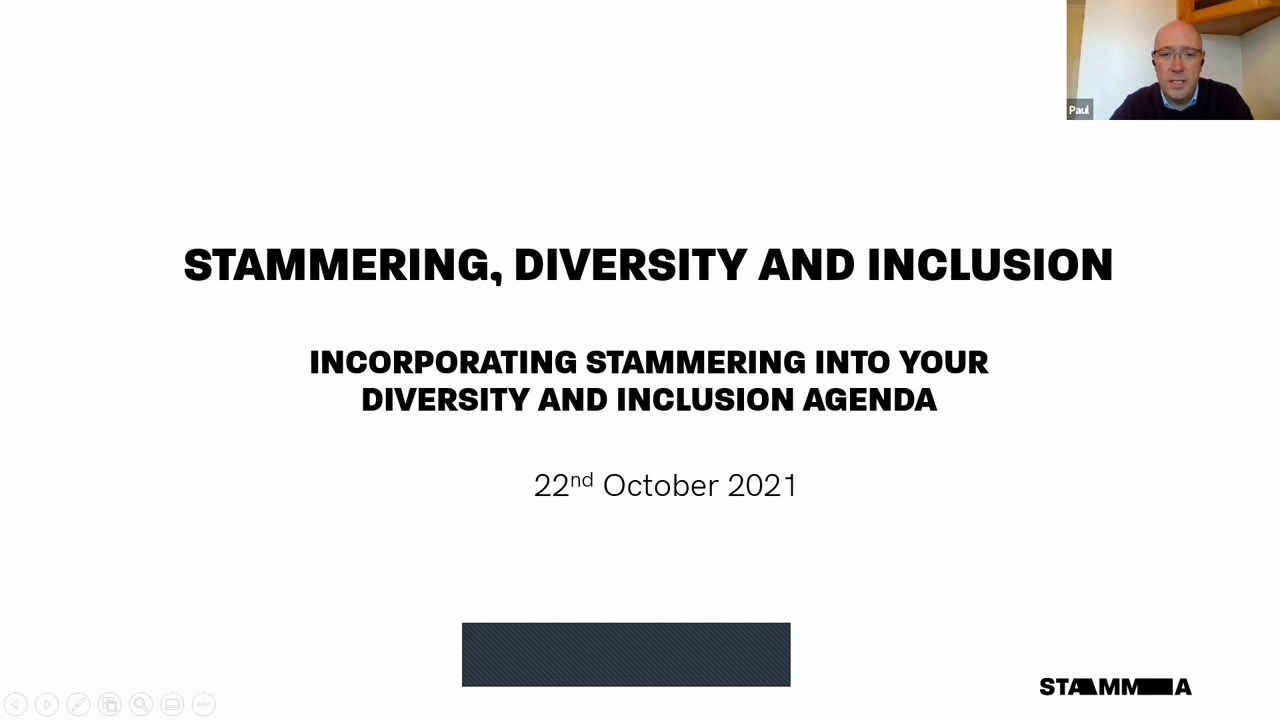 Paul
STAMMERING, DIVERSITY AND INCLUSION
INCORPORATING STAMMERING INTO YOUR
DIVERSITY AND INCLUSION AGENDA
22nd October 2021
STAMMA